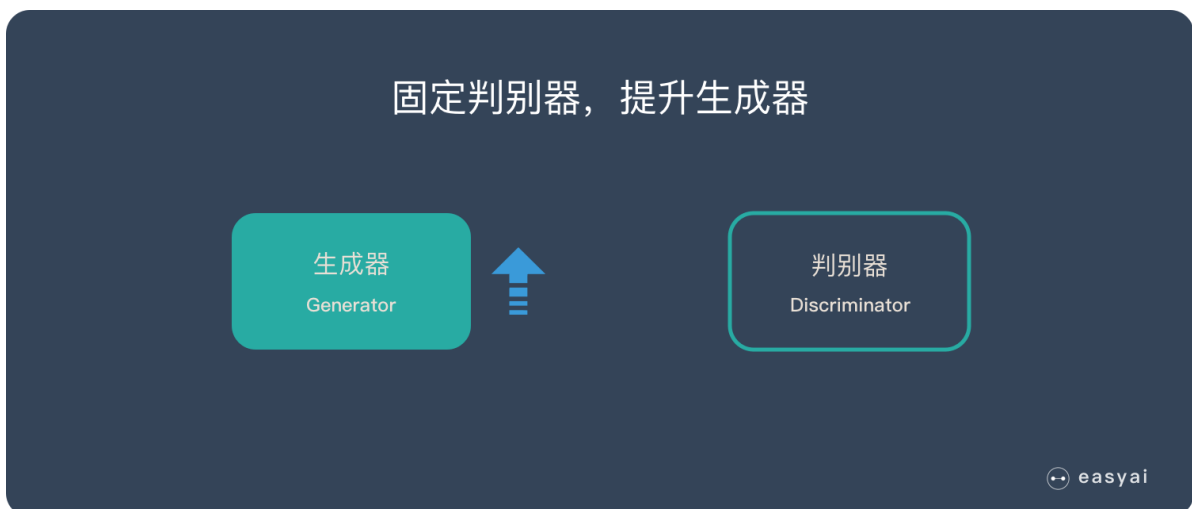 固定判别器，提升生成器
生成器
Generator
判别器
Discriminator
easyai